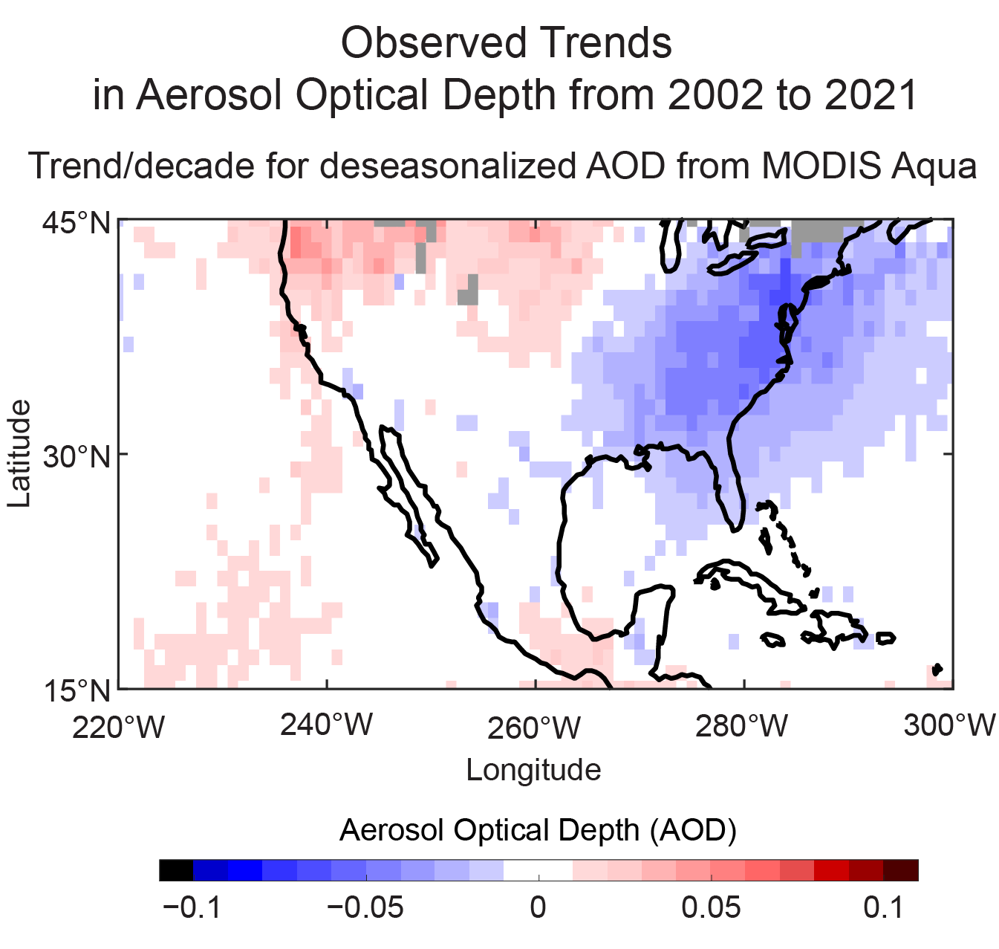 Observed Trends
in Aerosol Optical Depth from 2002 to 2021
Trend/decade for deseasonalized AOD from MODIS Aqua
45°N
30°N
15°N
Latitude
220°W 240°W 260°W 280°W 300°W
Longitude
Aerosol Optical Depth (AOD)
−0.1 −0.05 0 0.05 0.1